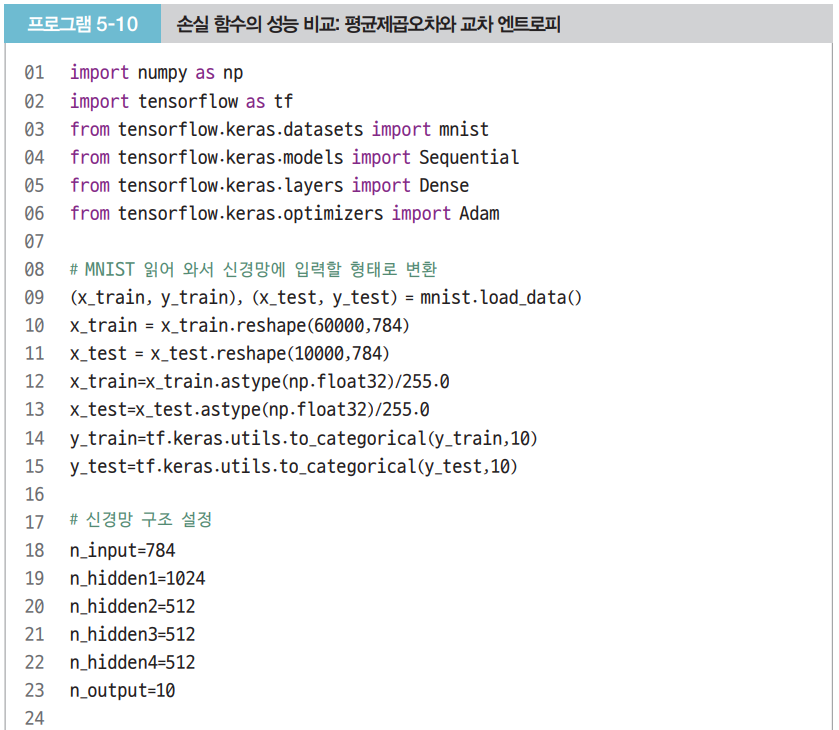 프로그램 5-10 손실 함수의 성능 비교: 평균제곱오차와 교차 엔트로피
01 import numpy as np
02 import tensorflow as tf
03 from tensorflow.keras.datasets import mnist
04 from tensorflow.keras.models import Sequential
05 from tensorflow.keras.layers import Dense
06 from tensorflow.keras.optimizers import Adam
07
08 # MNIST 읽어 와서 신경망에 입력할 형태로 변환
09 (x_train, y_train), (x_test, y_test) = mnist.load_data()
10 x_train = x_train.reshape(60000,784)
11 x_test = x_test.reshape(10000,784)
12 x_train=x_train.astype(np.float32)/255.0
13 x_test=x_test.astype(np.float32)/255.0
14 y_train=tf.keras.utils.to_categorical(y_train,10)
15 y_test=tf.keras.utils.to_categorical(y_test,10)
16
17 # 신경망 구조 설정
18 n_input=784
19 n_hidden1=1024
20 n_hidden2=512
21 n_hidden3=512
22 n_hidden4=512
23 n_output=10
24